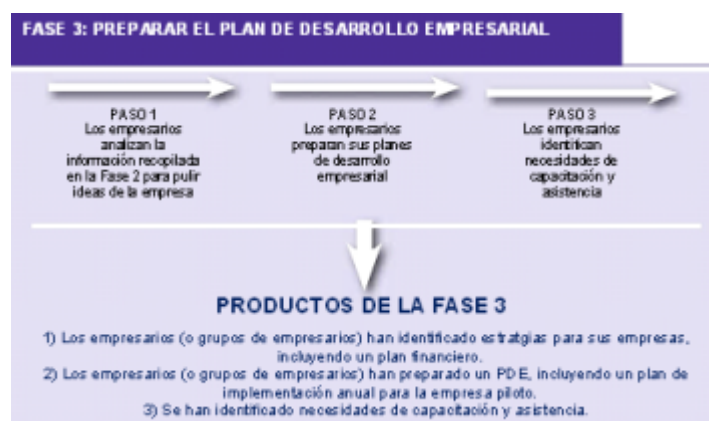 FASE 3: PREPARAR EL PLAN DE DESARROLLO EMPRESARIAL
PASO 1
Los empresarios
analizan la
información recopilada
en la Fase 2 para pulir
ideas de la empresa
PASO 2
Los empresarios
preparan sus planes
de desarrollo
empresarial
PASO 3
Los empresarios
identifican
necesidades de
capacitación y
asistencia
PRODUCTOS DE LA FASE 3
1) Los empresarios (o grupos de empresarios) han identificado estratgias para sus empresas,
incluyendo un plan financiero.
2) Los empresarios (o grupos de empresarios) han preparado un PDE, incluyendo un plan de
implementación anual para la empresa piloto.
3) Se han identificado necesidades de capacitación y asistencia.